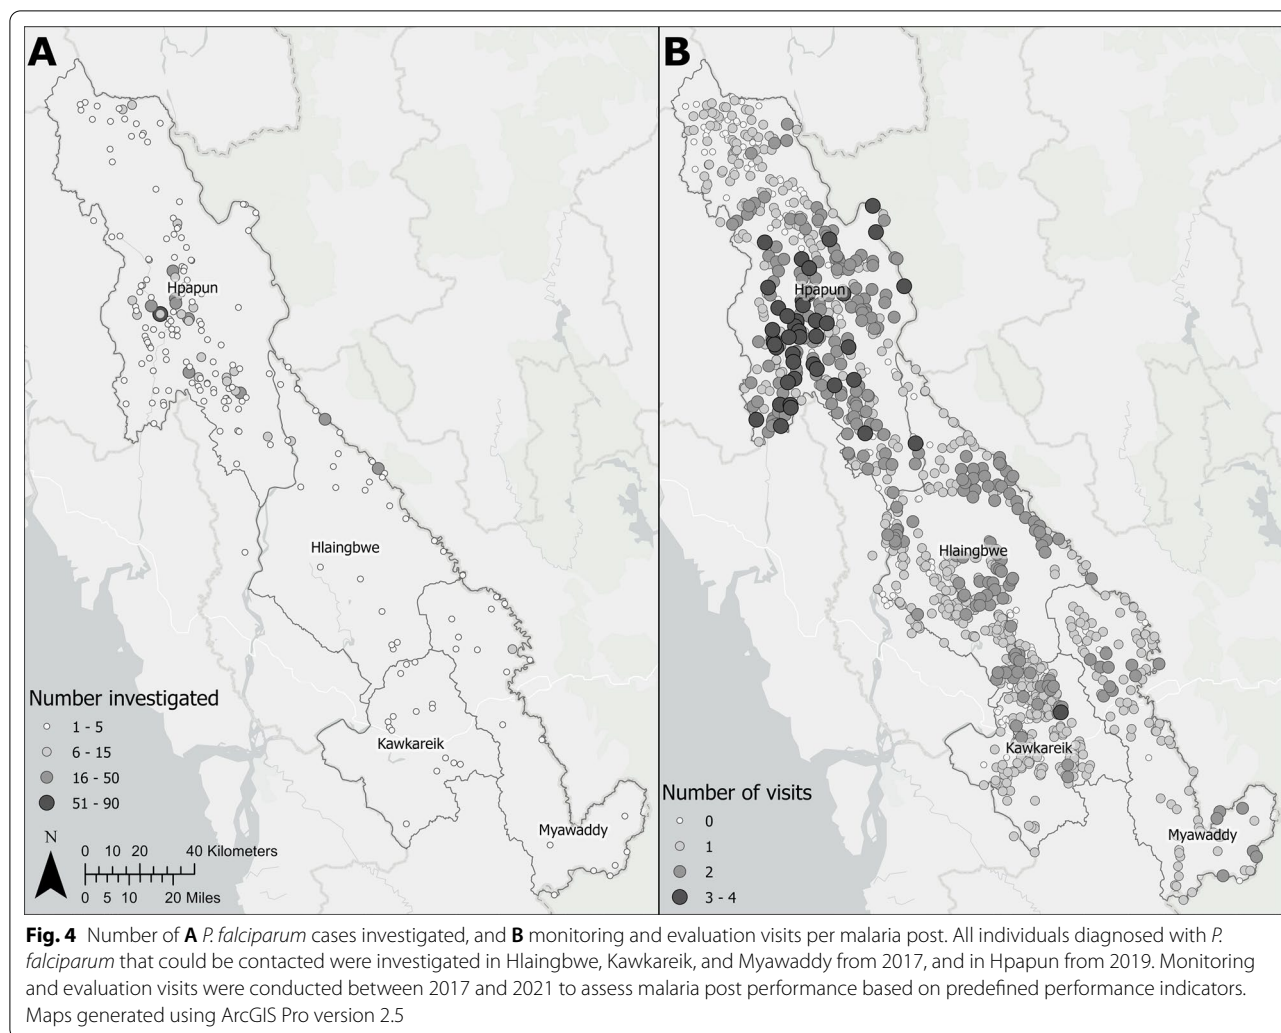 A
Hpapun
Hlaingbwe
Kawkareik
Myawaddy
Number investigated
1 - 5
6 - 15
16 - 50
51 - 90
N
0 10 20 40 Kilometers
0 5 10 20 Miles
B
Hpapun
Hlaingbwe
Kawkareik
Myawaddy
Number of visits
0
1
2
3 - 4
Fig. 4 Number of A P. falciparum cases investigated, and B monitoring and evaluation visits per malaria post. All individuals diagnosed with P.
falciparum that could be contacted were investigated in Hlaingbwe, Kawkareik, and Myawaddy from 2017, and in Hpapun from 2019. Monitoring
and evaluation visits were conducted between 2017 and 2021 to assess malaria post performance based on predefined performance indicators.
Maps generated using ArcGIS Pro version 2.5